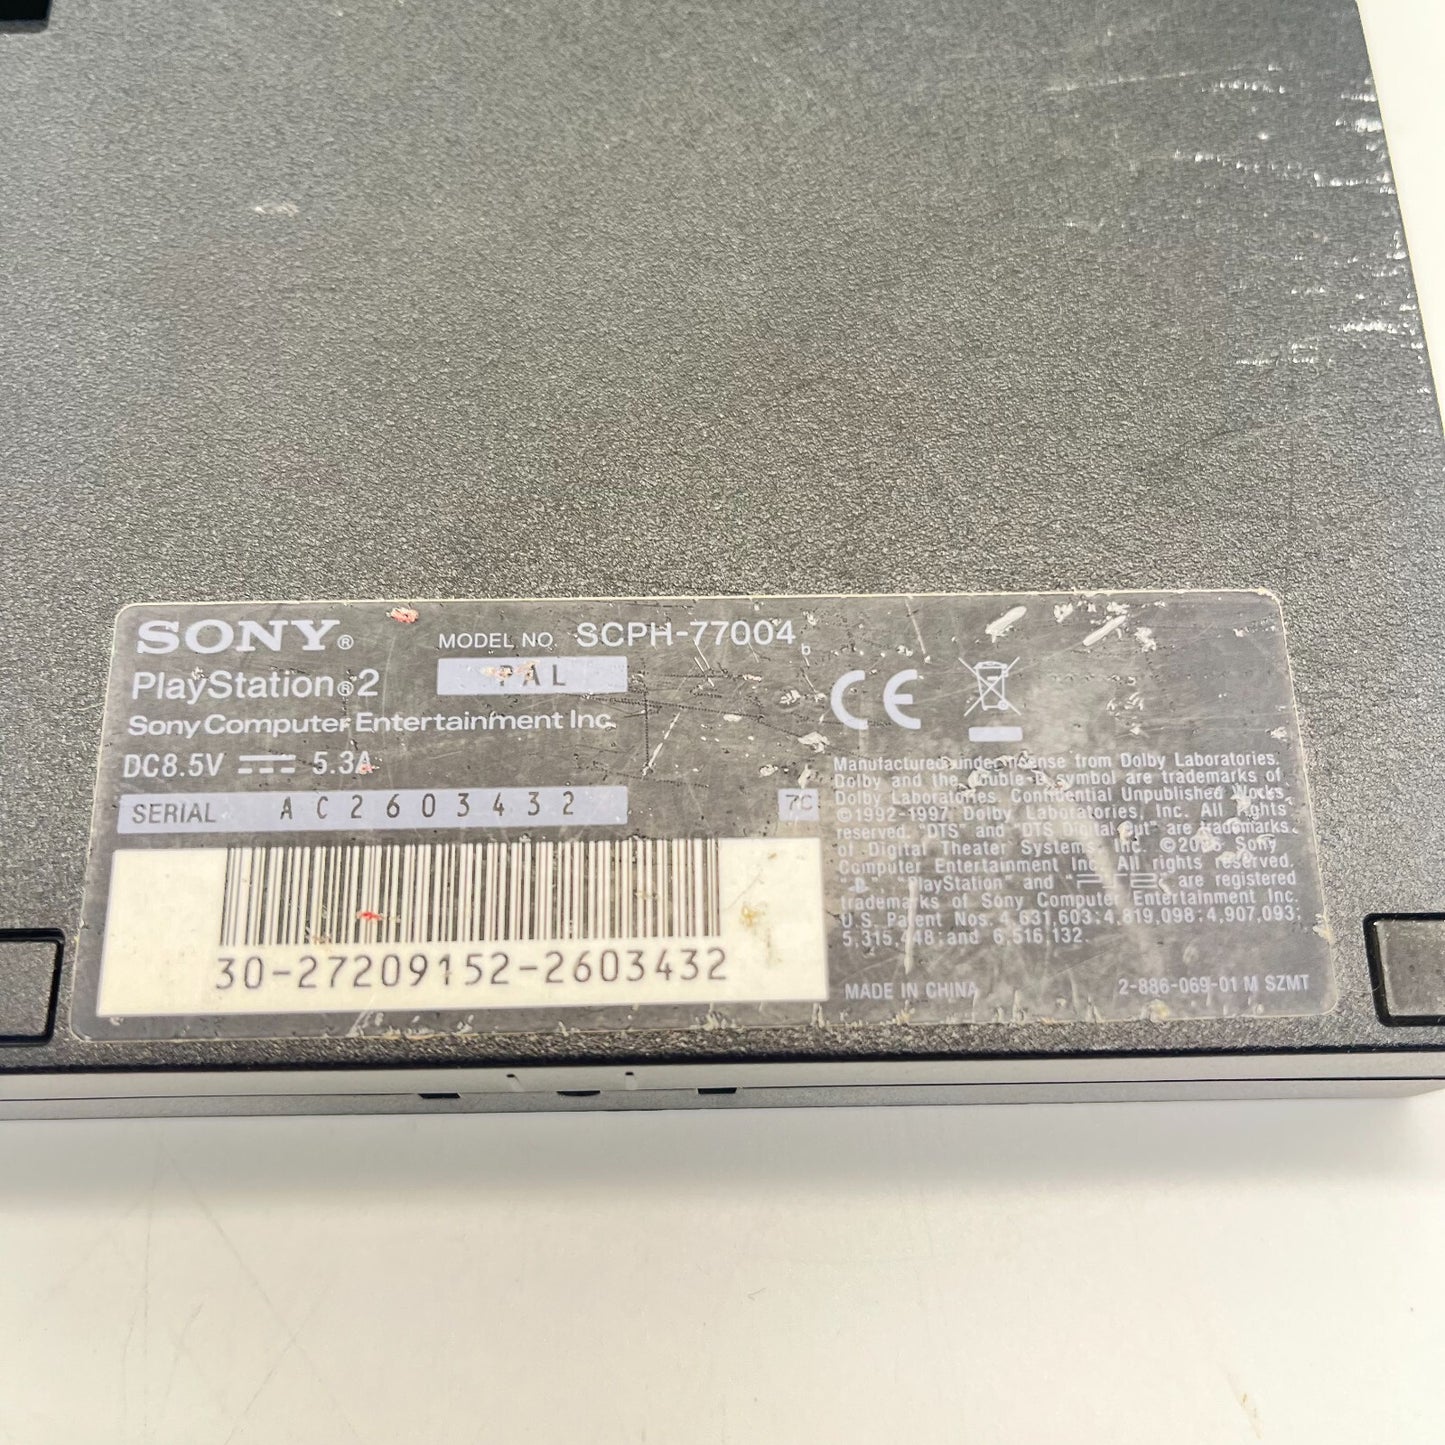 SONY®
PlayStation®2
Sony Computer Entertainment Inc.
DC8.5V 5.3A
MODEL NO. SCPH-77004 b
PAL
SERIAL AC2603432
7C
30-27209152-2603432
CE
Manufactured under license from Dolby Laboratories.
Dolby and the double-D symbol are trademarks of
Dolby Laboratories. Confidential Unpublished Works.
©1992-1997 Dolby Laboratories, Inc. All rights
reserved. "DTS" and "DTS Digital Out" are trademarks
of Digital Theater Systems, Inc. ©2006 Sony
Computer Entertainment Inc. All rights reserved.
"PlayStation" and "PS2" are registered
trademarks of Sony Computer Entertainment Inc.
U.S. Patent Nos. 4,631,603; 4,819,098; 4,907,093;
and 6,516,132.
MADE IN CHINA
2-886-069-01 M SZMT